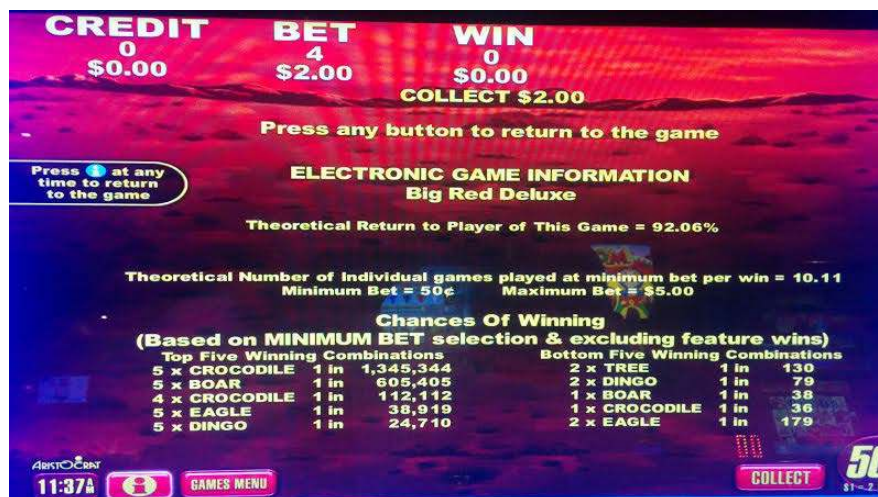 CREDIT BET WIN
0 4 0
$0.00 $2.00 $0.00
COLLECT $2.00
Press any button to return to the game
Press i at any
time to return
to the game
ELECTRONIC GAME INFORMATION
Big Red Deluxe
Theoretical Return to Player of This Game = 92.06%
Theoretical Number of Individual games played at minimum bet per win = 10.11
Minimum Bet = 50¢ Maximum Bet = $5.00
Chances Of Winning
(Based on MINIMUM BET selection & excluding feature wins)
Top Five Winning Combinations Bottom Five Winning Combinations
5 x CROCODILE 1 in 1,345,344 2 x TREE 1 in 130
5 x BOAR 1 in 605,405 2 x DINGO 1 in 79
4 x CROCODILE 1 in 112,112 1 x BOAR 1 in 38
5 x EAGLE 1 in 38,919 1 x CROCODILE 1 in 36
5 x DINGO 1 in 24,710 2 x EAGLE 1 in 179
ARISTOCRAT
11:37 i GAMES MENU COLLECT